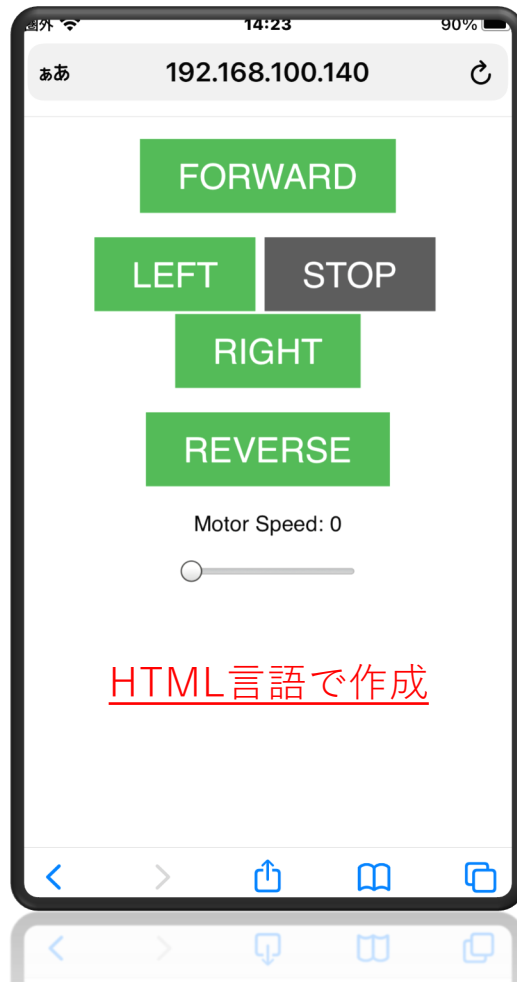 圏外 14:23 90%
ぁあ 192.168.100.140
FORWARD
LEFT STOP
RIGHT
REVERSE
Motor Speed: 0
HTML言語で作成